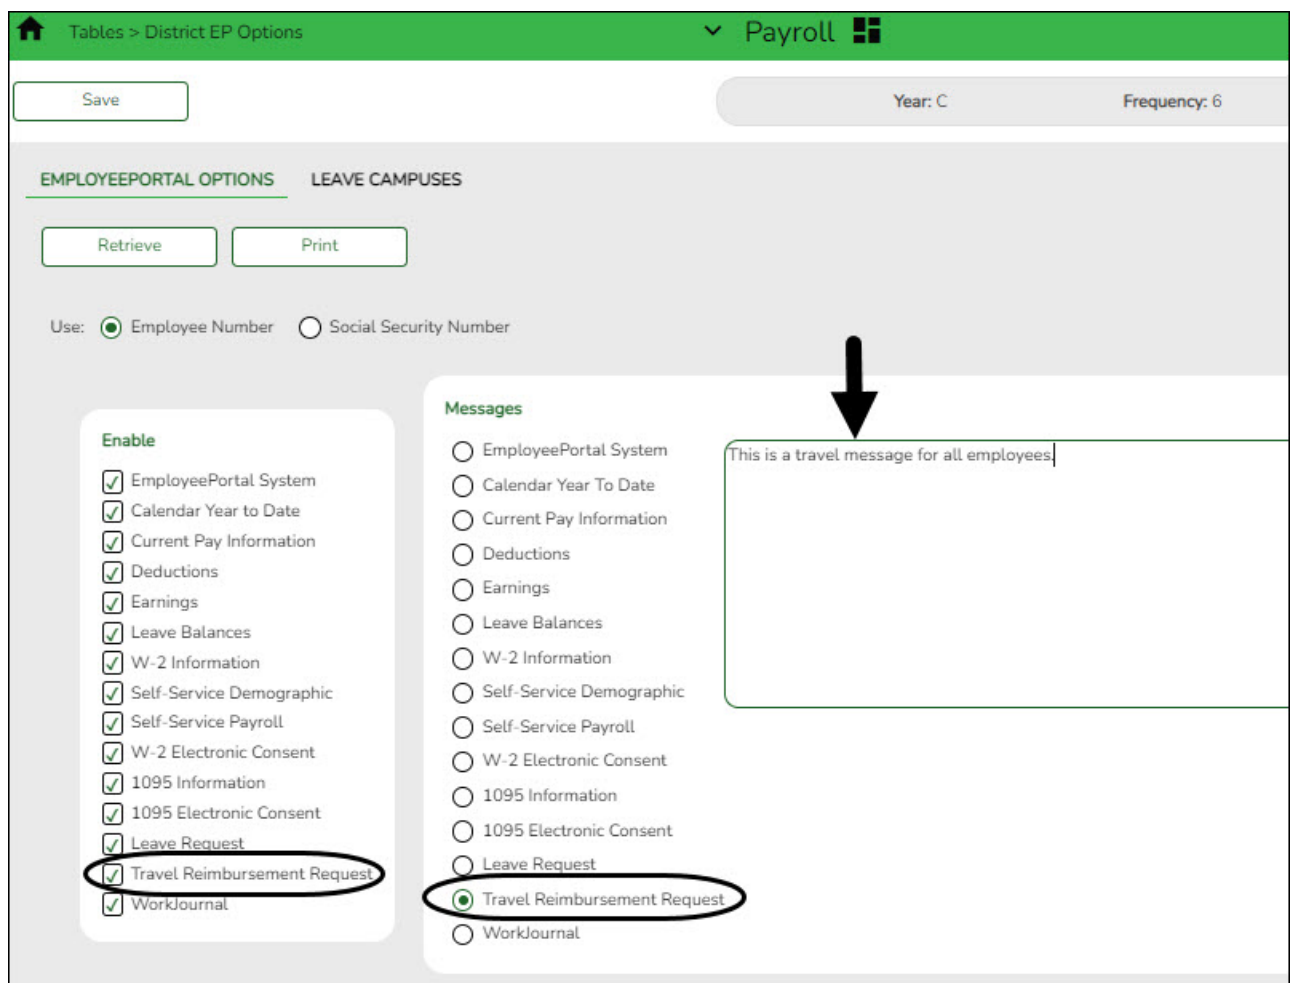 Tables > District EP Options
Payroll
Save
Year: C
Frequency: 6
EMPLOYEEPORTAL OPTIONS
LEAVE CAMPUSES
Retrieve
Print
Use:
Employee Number
Social Security Number
Enable
EmployeePortal System
Calendar Year to Date
Current Pay Information
Deductions
Earnings
Leave Balances
W-2 Information
Self-Service Demographic
Self-Service Payroll
W-2 Electronic Consent
1095 Information
1095 Electronic Consent
Leave Request
Travel Reimbursement Request
WorkJournal
Messages
EmployeePortal System
Calendar Year To Date
Current Pay Information
Deductions
Earnings
Leave Balances
W-2 Information
Self-Service Demographic
Self-Service Payroll
W-2 Electronic Consent
1095 Information
1095 Electronic Consent
Leave Request
Travel Reimbursement Request
WorkJournal
This is a travel message for all employees.